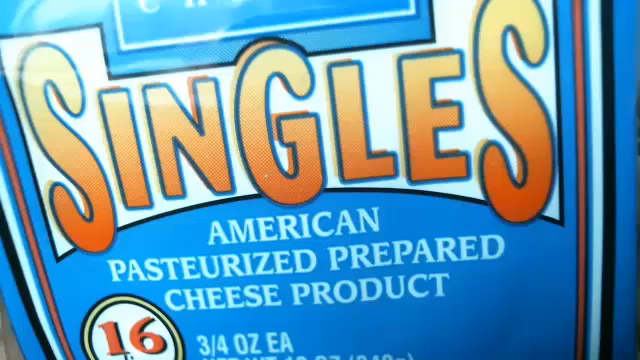 SINGLES
AMERICAN
PASTEURIZED PREPARED
CHEESE PRODUCT
16
3/4 OZ EA